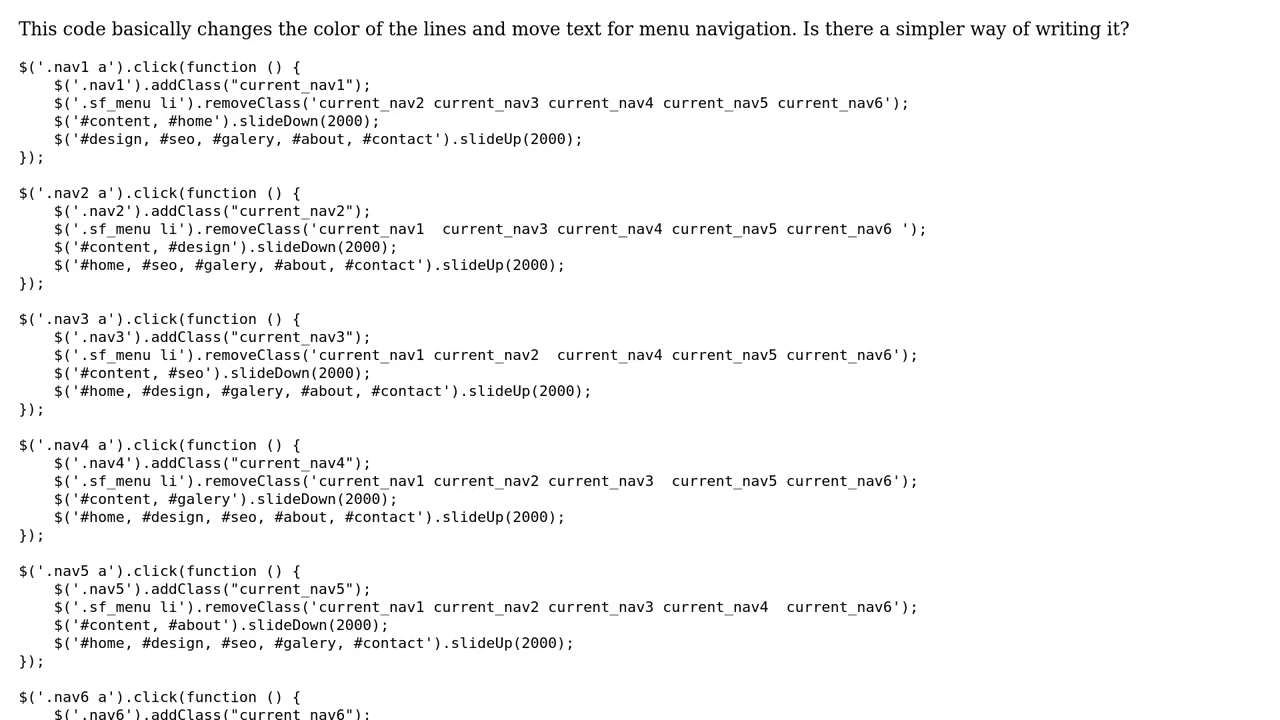 This code basically changes the color of the lines and move text for menu navigation. Is there a simpler way of writing it?
$('.nav1 a').click(function () {
    $('.nav1').addClass("current_nav1");
    $('.sf_menu li').removeClass('current_nav2 current_nav3 current_nav4 current_nav5 current_nav6');
    $('#content, #home').slideDown(2000);
    $('#design, #seo, #galery, #about, #contact').slideUp(2000);
});
$('.nav2 a').click(function () {
    $('.nav2').addClass("current_nav2");
    $('.sf_menu li').removeClass('current_nav1  current_nav3 current_nav4 current_nav5 current_nav6 ');
    $('#content, #design').slideDown(2000);
    $('#home, #seo, #galery, #about, #contact').slideUp(2000);
});
$('.nav3 a').click(function () {
    $('.nav3').addClass("current_nav3");
    $('.sf_menu li').removeClass('current_nav1 current_nav2  current_nav4 current_nav5 current_nav6');
    $('#content, #seo').slideDown(2000);
    $('#home, #design, #galery, #about, #contact').slideUp(2000);
});
$('.nav4 a').click(function () {
    $('.nav4').addClass("current_nav4");
    $('.sf_menu li').removeClass('current_nav1 current_nav2 current_nav3  current_nav5 current_nav6');
    $('#content, #galery').slideDown(2000);
    $('#home, #design, #seo, #about, #contact').slideUp(2000);
});
$('.nav5 a').click(function () {
    $('.nav5').addClass("current_nav5");
    $('.sf_menu li').removeClass('current_nav1 current_nav2 current_nav3 current_nav4  current_nav6');
    $('#content, #about').slideDown(2000);
    $('#home, #design, #seo, #galery, #contact').slideUp(2000);
});
$('.nav6 a').click(function () {
    $('.nav6').addClass("current_nav6");